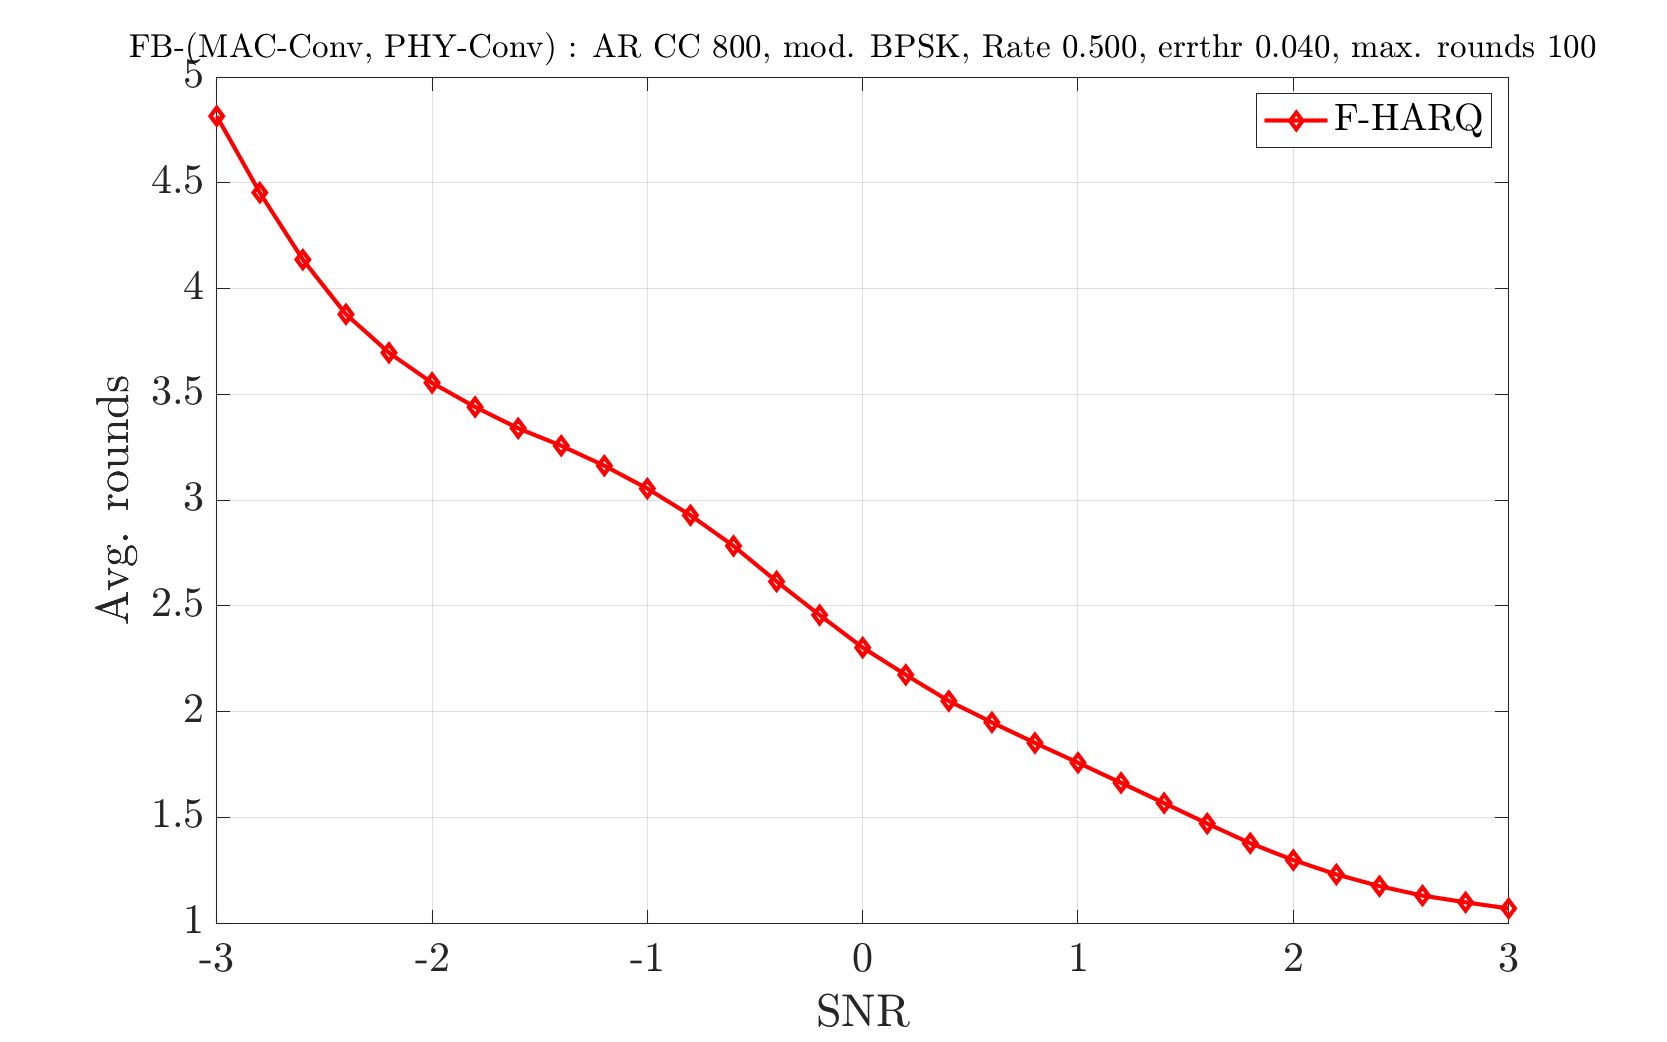 FB-(MAC-Conv, PHY-Conv) : AR CC 800, mod. BPSK, Rate 0.500, errthr 0.040, max. rounds 100
F-HARQ
5
4.5
4
3.5
3
2.5
2
1.5
1
Avg. rounds
-3 -2 -1 0 1 2 3
SNR